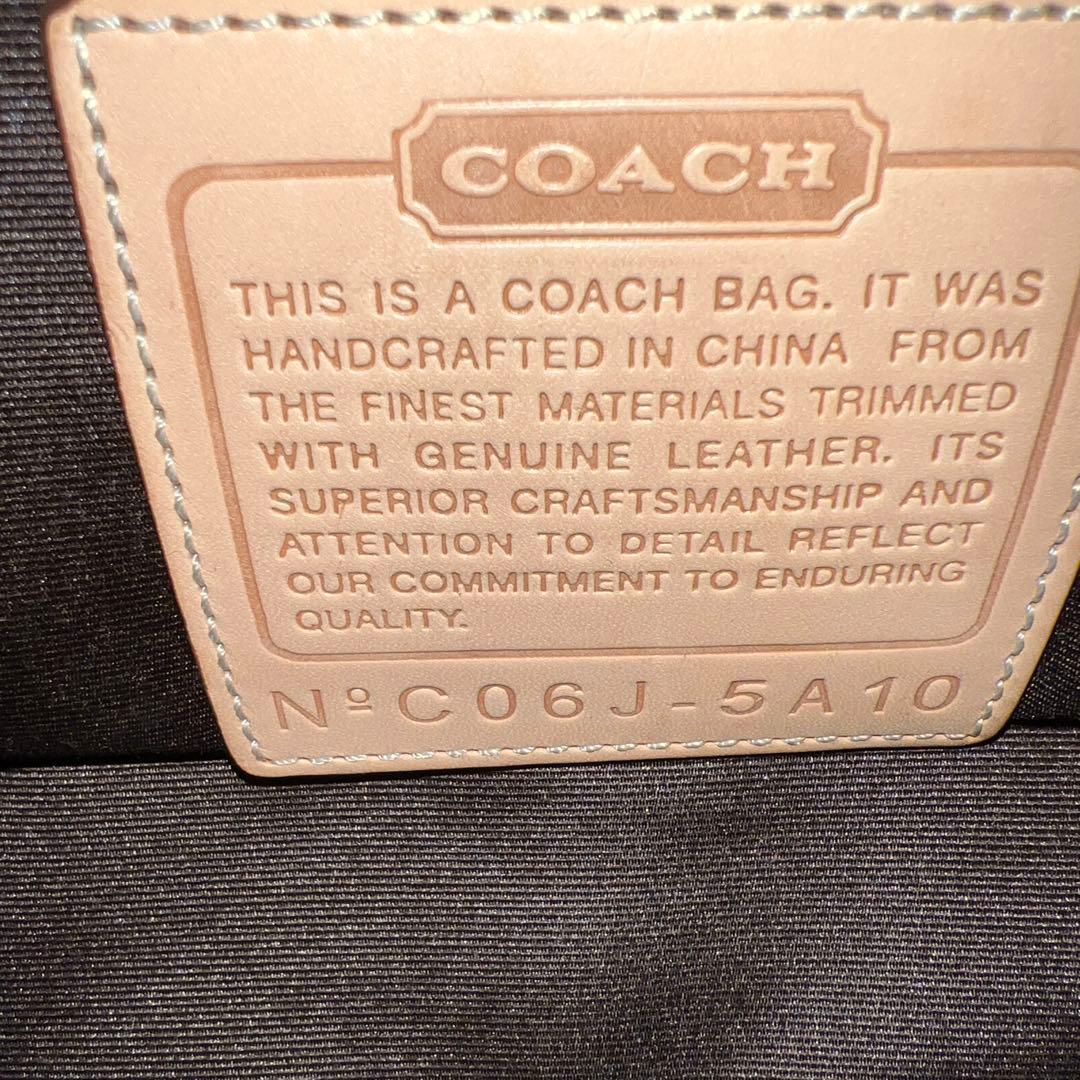 COACH
THIS IS A COACH BAG. IT WAS
HANDCRAFTED IN CHINA FROM
THE FINEST MATERIALS TRIMMED
WITH GENUINE LEATHER. ITS
SUPERIOR CRAFTSMANSHIP AND
ATTENTION TO DETAIL REFLECT
OUR COMMITMENT TO ENDURING
QUALITY.
Nº C06J-5A10